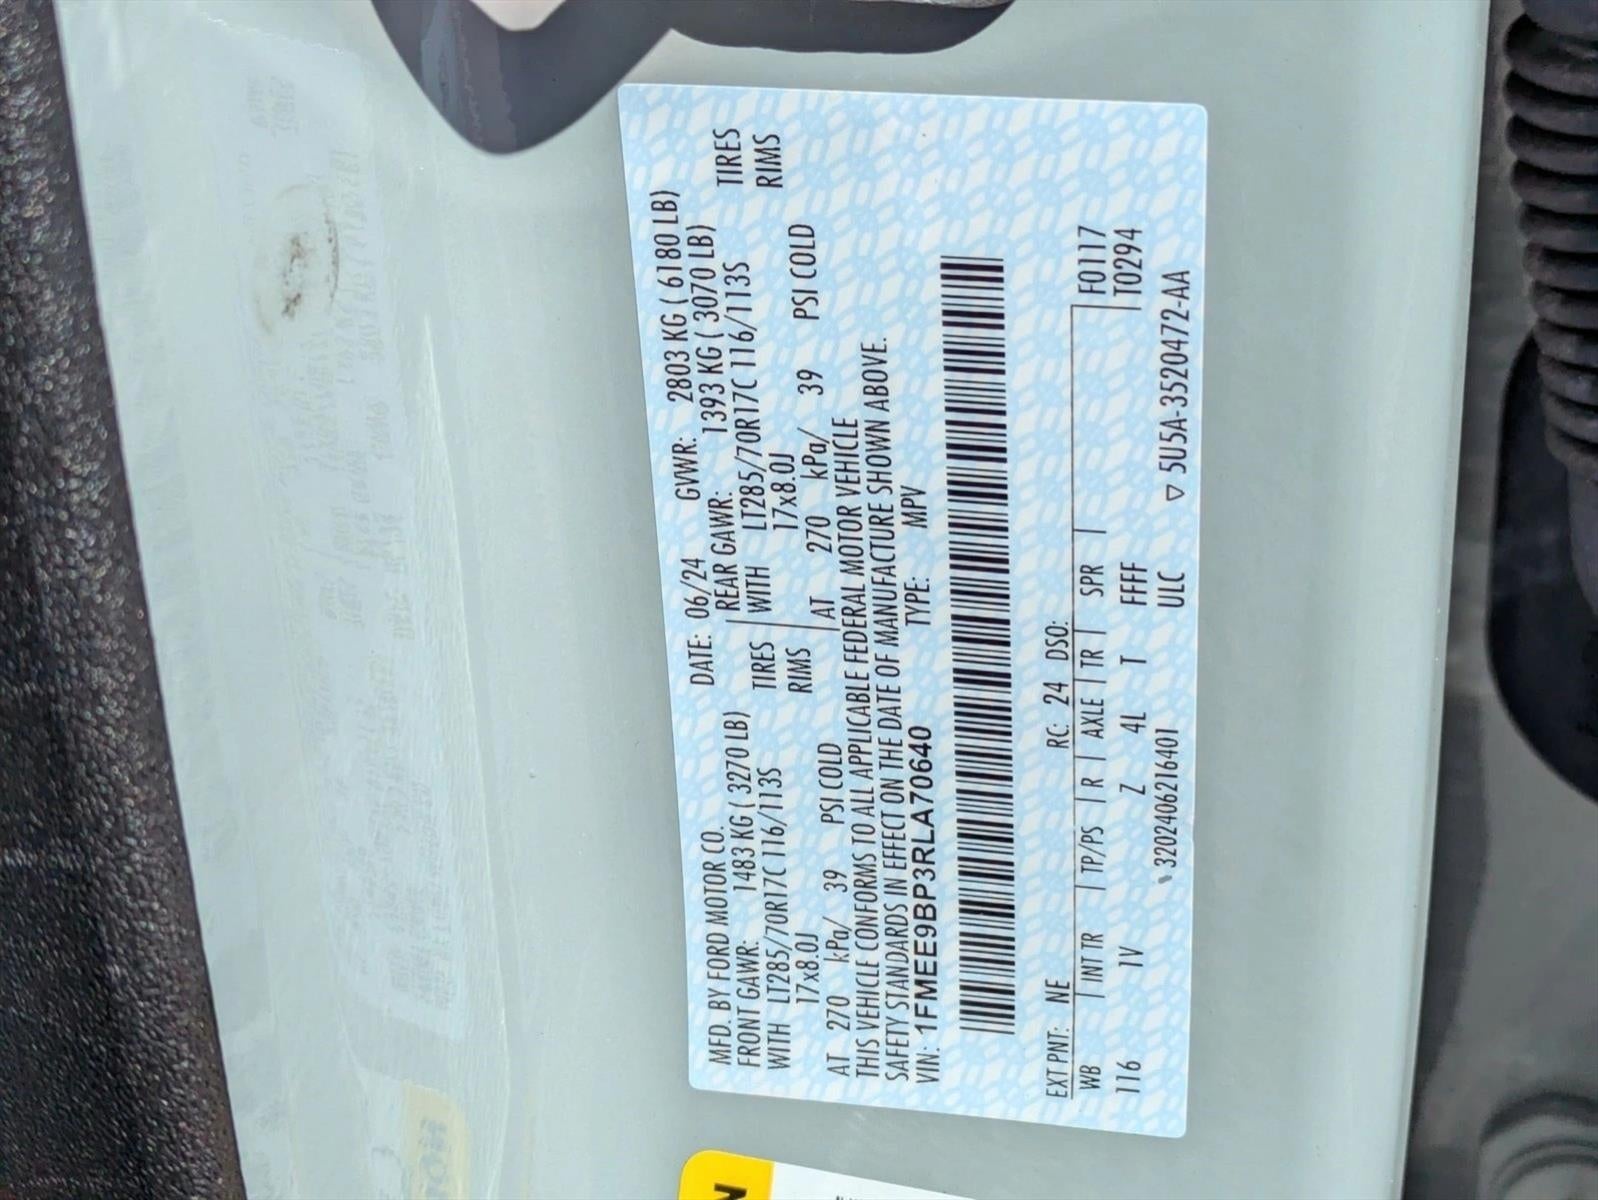 MFD. BY FORD MOTOR CO.
DATE: 06/24 GVWR: 2803 KG ( 6180 LB)
FRONT GAWR: 1483 KG ( 3270 LB) REAR GAWR: 1393 KG ( 3070 LB)
WITH LT285/70R17C 116/113S TIRES WITH LT285/70R17C 116/113S TIRES
17x8.0J RIMS 17x8.0J RIMS
AT 270 kPa/ 39 PSI COLD AT 270 kPa/ 39 PSI COLD
THIS VEHICLE CONFORMS TO ALL APPLICABLE FEDERAL MOTOR VEHICLE
SAFETY STANDARDS IN EFFECT ON THE DATE OF MANUFACTURE SHOWN ABOVE.
VIN: 1FMEE9BP3RLA70640 TYPE: MPV
EXT PNT: NE RC: 24 DSO: F0117
WB INT TR TP/PS R AXLE TR SPR T0294
116 1V Z 4L T FFFF
3202406216401 ULC ▽ 5U5A-3520472-AA